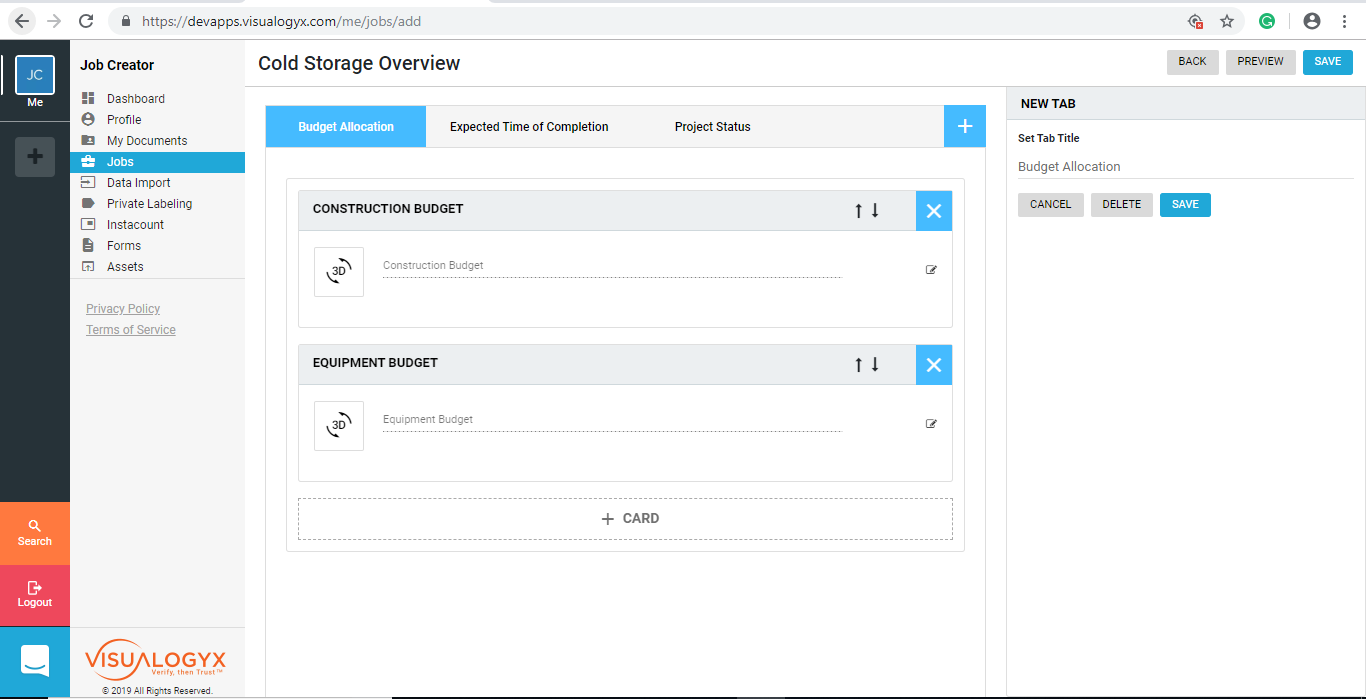 https://devapps.visualogyx.com/me/jobs/add
JC
Me
Job Creator
Dashboard
Profile
My Documents
Jobs
Data Import
Private Labeling
Instacount
Forms
Assets
Privacy Policy
Terms of Service
Search
Logout
VISUALOGYX
Verify, then Trust™
© 2019 All Rights Reserved.
Cold Storage Overview
BACK
PREVIEW
SAVE
Budget Allocation
Expected Time of Completion
Project Status
CONSTRUCTION BUDGET
3D
Construction Budget
EQUIPMENT BUDGET
3D
Equipment Budget
+ CARD
NEW TAB
Set Tab Title
Budget Allocation
CANCEL
DELETE
SAVE